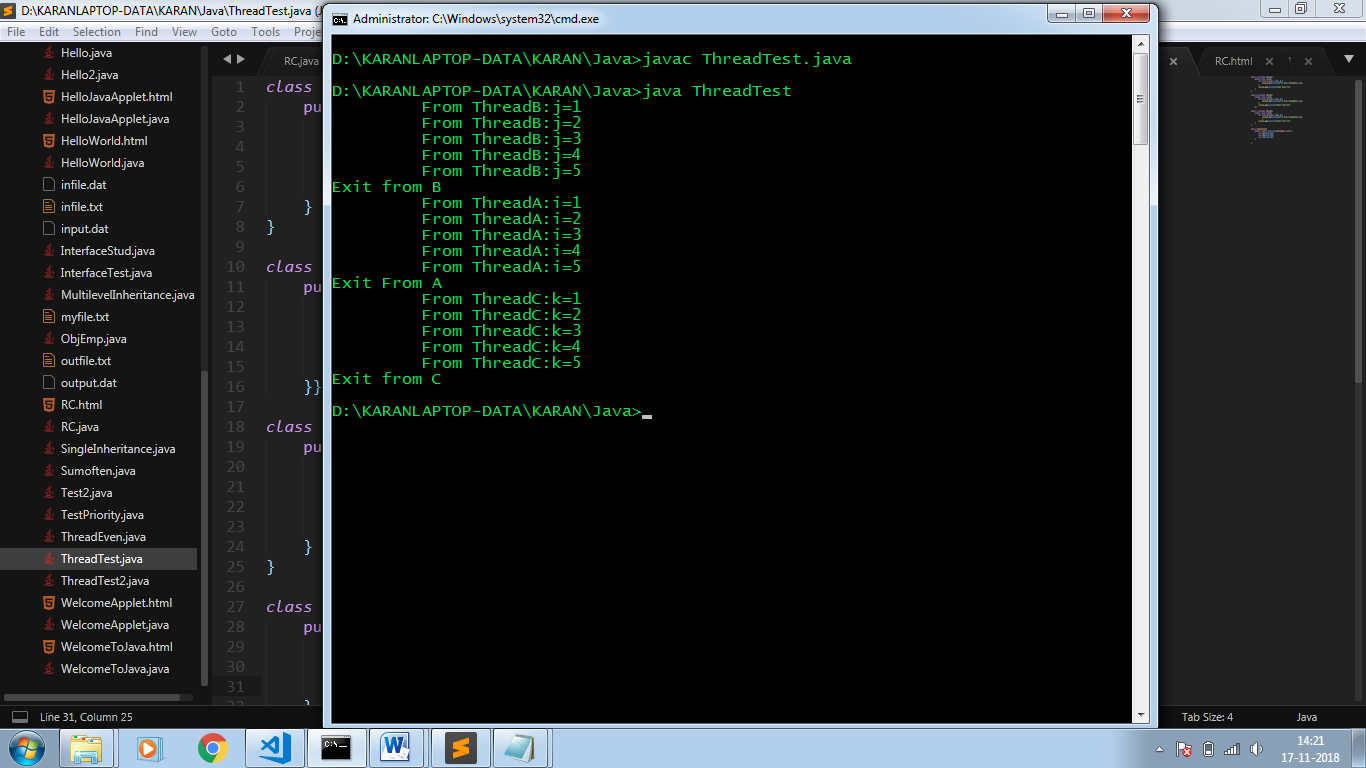 D:\KARANLAPTOP-DATA\KARAN\Java\ThreadTest.java (J
File Edit Selection Find View Goto Tools Proje
Hello.java
Hello2.java
HelloJavaApplet.html
HelloJavaApplet.java
HelloWorld.html
HelloWorld.java
infile.dat
infile.txt
input.dat
InterfaceStud.java
InterfaceTest.java
MultilevelInheritance.java
myfile.txt
ObjEmp.java
outfile.txt
output.dat
RC.html
RC.java
SingleInheritance.java
Sumoften.java
Test2.java
TestPriority.java
ThreadEven.java
ThreadTest.java
ThreadTest2.java
WelcomeApplet.html
WelcomeApplet.java
WelcomeToJava.html
WelcomeToJava.java
RC.java
1 class
2 pu
3
4
5
6
7 }
8 }
9
10 class
11 pu
12
13
14
15
16 }}
17
18 class
19 pu
20
21
22
23
24 }
25 }
26
27 class
28 pu
29
30
31
32 }
Administrator: C:\Windows\system32\cmd.exe
D:\KARANLAPTOP-DATA\KARAN\Java>javac ThreadTest.java
D:\KARANLAPTOP-DATA\KARAN\Java>java ThreadTest
From ThreadB:j=1
From ThreadB:j=2
From ThreadB:j=3
From ThreadB:j=4
From ThreadB:j=5
Exit from B
From ThreadA:i=1
From ThreadA:i=2
From ThreadA:i=3
From ThreadA:i=4
From ThreadA:i=5
Exit From A
From ThreadC:k=1
From ThreadC:k=2
From ThreadC:k=3
From ThreadC:k=4
From ThreadC:k=5
Exit from C
D:\KARANLAPTOP-DATA\KARAN\Java>
RC.html
Line 31, Column 25
Tab Size: 4
Java
14:21
17-11-2018